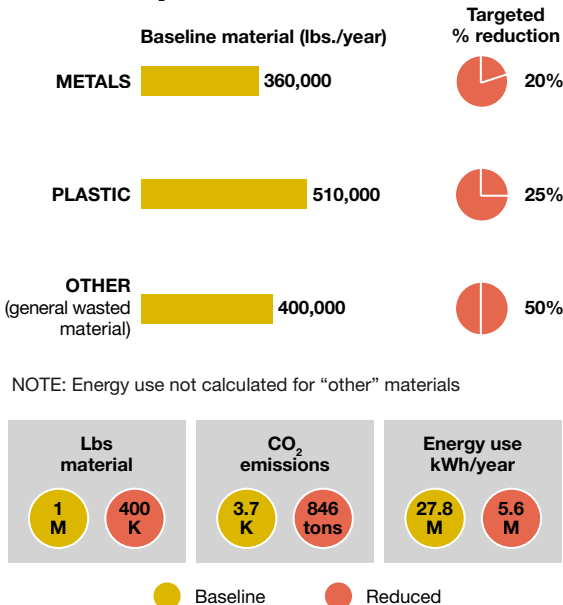 Baseline material (lbs./year)
Targeted
% reduction
METALS
360,000
20%
PLASTIC
510,000
25%
OTHER
(general wasted
material)
400,000
50%
NOTE: Energy use not calculated for “other” materials
Lbs
material
1
M
400
K
CO2
emissions
3.7
K
846
tons
Energy use
kWh/year
27.8
M
5.6
M
Baseline
Reduced